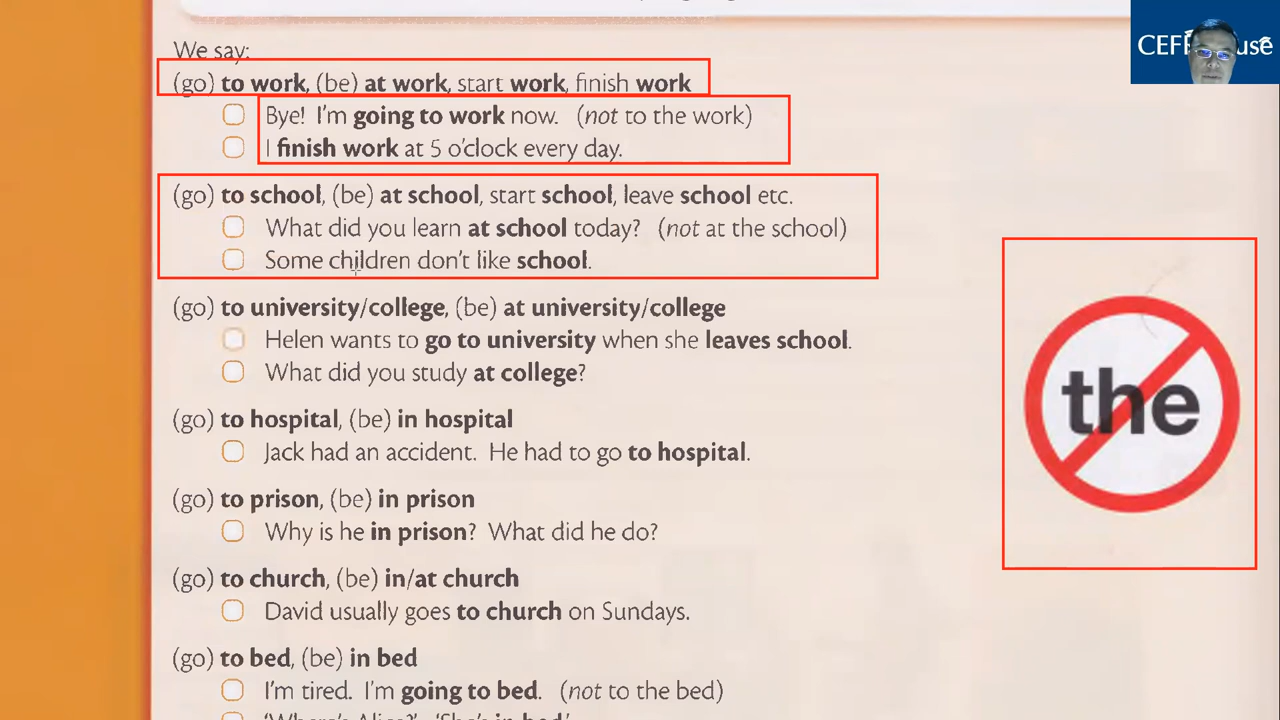 We say:
(go) to work, (be) at work, start work, finish work
Bye! I'm going to work now. (not to the work)
I finish work at 5 o'clock every day.
(go) to school, (be) at school, start school, leave school etc.
What did you learn at school today? (not at the school)
Some children don't like school.
(go) to university/college, (be) at university/college
Helen wants to go to university when she leaves school.
What did you study at college?
(go) to hospital, (be) in hospital
Jack had an accident. He had to go to hospital.
(go) to prison, (be) in prison
Why is he in prison? What did he do?
(go) to church, (be) in/at church
David usually goes to church on Sundays.
(go) to bed, (be) in bed
I'm tired. I'm going to bed. (not to the bed)
'Where's Alice?' 'She's in bed.'
the